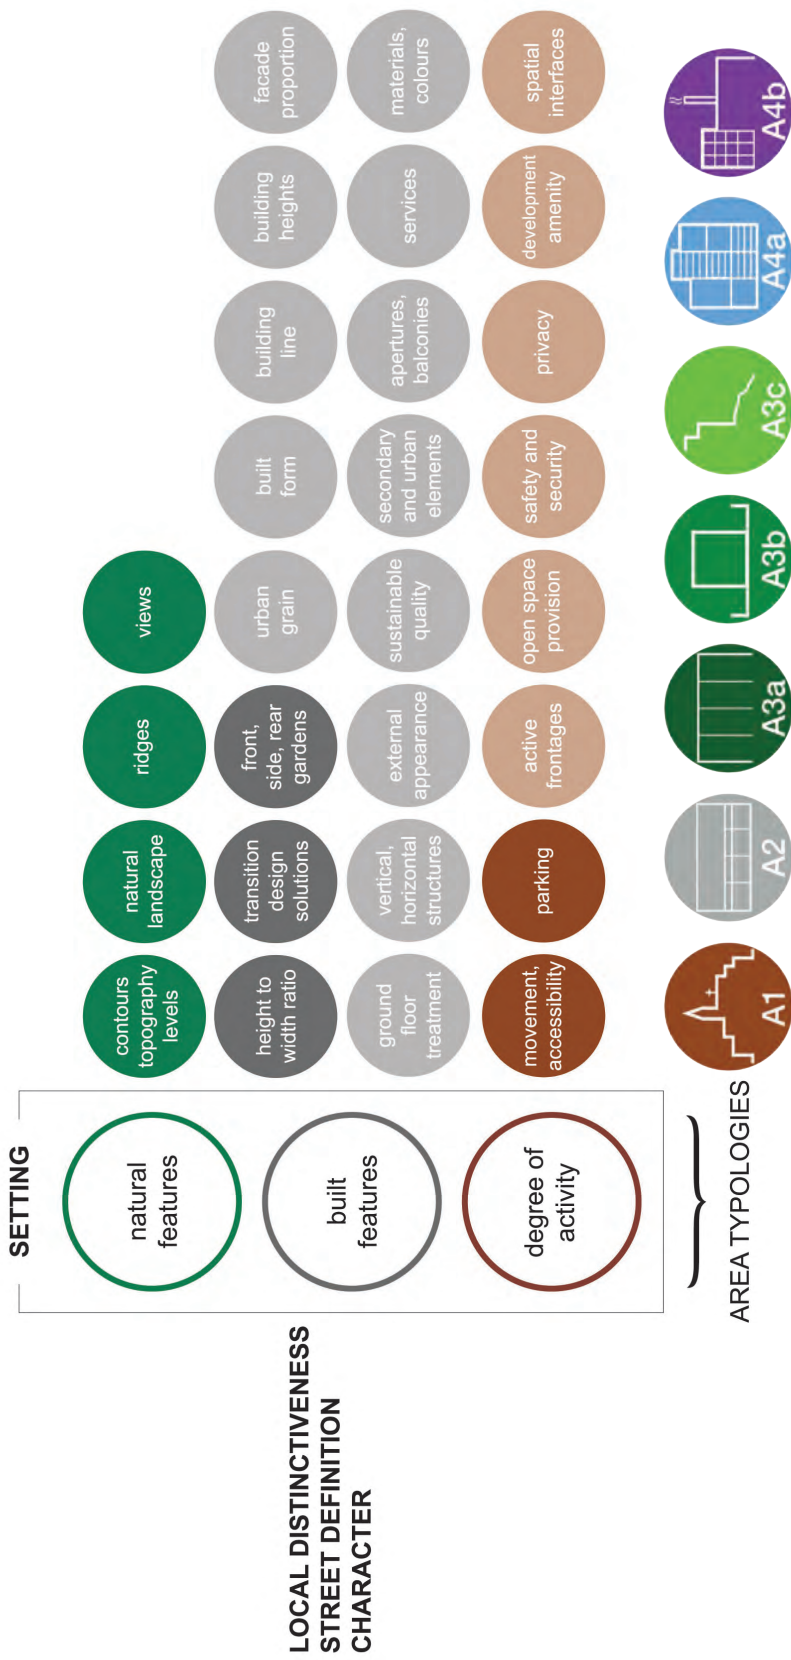 SETTING
LOCAL DISTINCTIVENESS
STREET DEFINITION
CHARACTER
natural
features
contours
topography
levels
natural
landscape
ridges
views
built
features
height to
width ratio
transition
design
solutions
front,
side, rear
gardens
urban
grain
built
form
building
line
building
heights
facade
proportion
ground
floor
treatment
vertical,
horizontal
structures
external
appearance
sustainable
quality
secondary
and urban
elements
apertures,
balconies
services
materials,
colours
degree of
activity
movement,
accessibility
parking
active
frontages
open space
provision
safety and
security
privacy
development
amenity
spatial
interfaces
AREA TYPOLOGIES
A1
A2
A3a
A3b
A3c
A4a
A4b